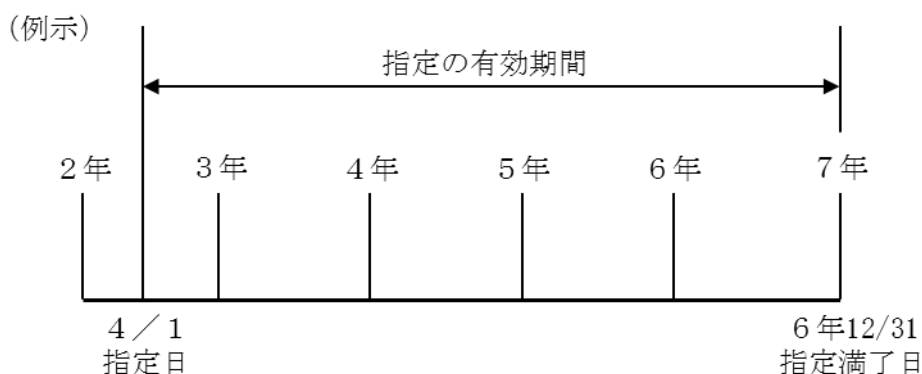 （例示）
指定の有効期間
２年 ３年 ４年 ５年 ６年 ７年
４／１ ６年12/31
指定日 指定満了日